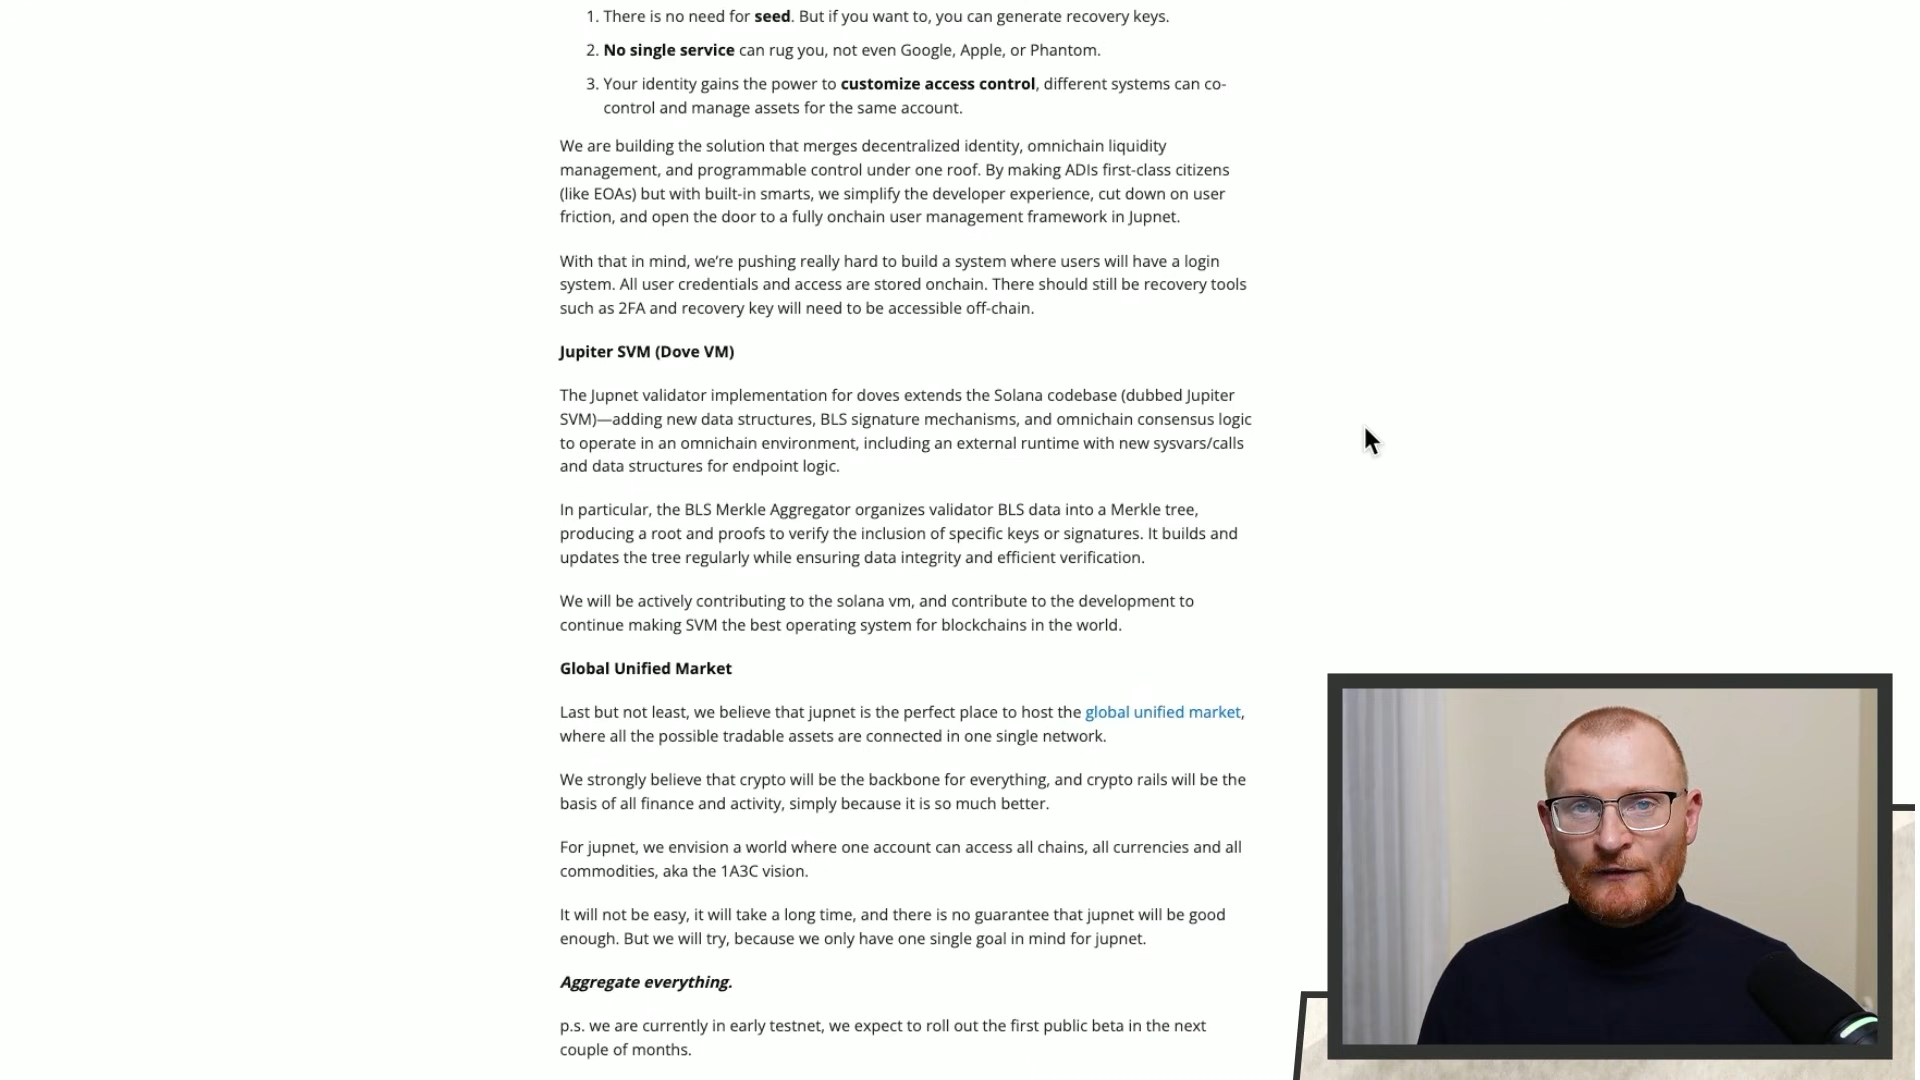 1. There is no need for seed. But if you want to, you can generate recovery keys.
2. No single service can rug you, not even Google, Apple, or Phantom.
3. Your identity gains the power to customize access control, different systems can co-
control and manage assets for the same account.
We are building the solution that merges decentralized identity, omnichain liquidity
management, and programmable control under one roof. By making ADIs first-class citizens
(like EOAs) but with built-in smarts, we simplify the developer experience, cut down on user
friction, and open the door to a fully onchain user management framework in Jupnet.
With that in mind, we’re pushing really hard to build a system where users will have a login
system. All user credentials and access are stored onchain. There should still be recovery tools
such as 2FA and recovery key will need to be accessible off-chain.
Jupiter SVM (Dove VM)
The Jupnet validator implementation for doves extends the Solana codebase (dubbed Jupiter
SVM)—adding new data structures, BLS signature mechanisms, and omnichain consensus logic
to operate in an omnichain environment, including an external runtime with new sysvars/calls
and data structures for endpoint logic.
In particular, the BLS Merkle Aggregator organizes validator BLS data into a Merkle tree,
producing a root and proofs to verify the inclusion of specific keys or signatures. It builds and
updates the tree regularly while ensuring data integrity and efficient verification.
We will be actively contributing to the solana vm, and contribute to the development to
continue making SVM the best operating system for blockchains in the world.
Global Unified Market
Last but not least, we believe that jupnet is the perfect place to host the global unified market,
where all the possible tradable assets are connected in one single network.
We strongly believe that crypto will be the backbone for everything, and crypto rails will be the
basis of all finance and activity, simply because it is so much better.
For jupnet, we envision a world where one account can access all chains, all currencies and all
commodities, aka the 1A3C vision.
It will not be easy, it will take a long time, and there is no guarantee that jupnet will be good
enough. But we will try, because we only have one single goal in mind for jupnet.
Aggregate everything.
p.s. we are currently in early testnet, we expect to roll out the first public beta in the next
couple of months.